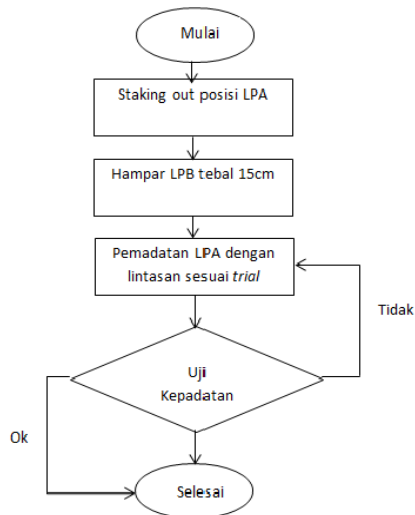 Mulai
Staking out posisi LPA
Hampar LPB tebal 15cm
Pemadatan LPA dengan
lintasan sesuai trial
Tidak
Uji
Kepadatan
Ok
Selesai